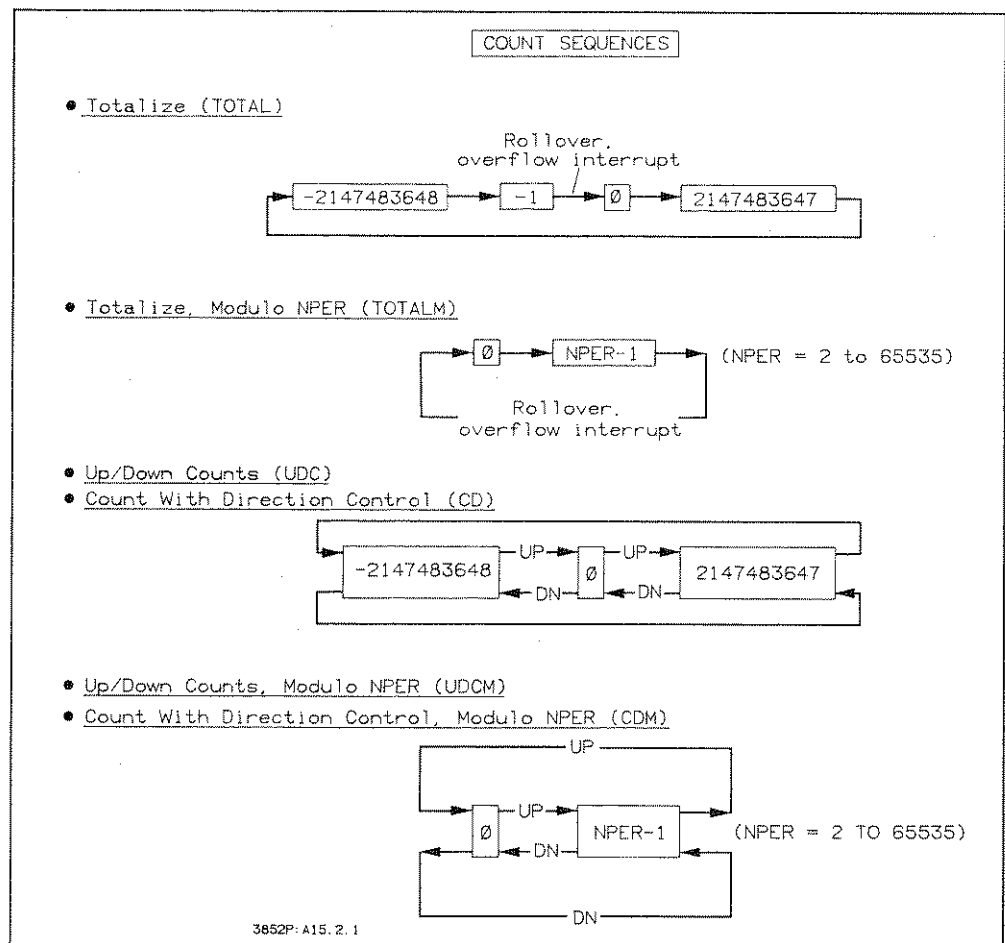 COUNT SEQUENCES
• Totalize (TOTAL)
Rollover,
overflow interrupt
-2147483648 -1 Ø 2147483647
• Totalize, Modulo NPER (TOTALM)
Ø NPER-1 (NPER = 2 to 65535)
Rollover,
overflow interrupt
• Up/Down Counts (UDC)
• Count With Direction Control (CD)
UP UP
-2147483648 Ø 2147483647
DN DN
• Up/Down Counts, Modulo NPER (UDCM)
• Count With Direction Control, Modulo NPER (CDM)
UP
UP
Ø NPER-1 (NPER = 2 TO 65535)
DN
DN
3852P:A15.2.1